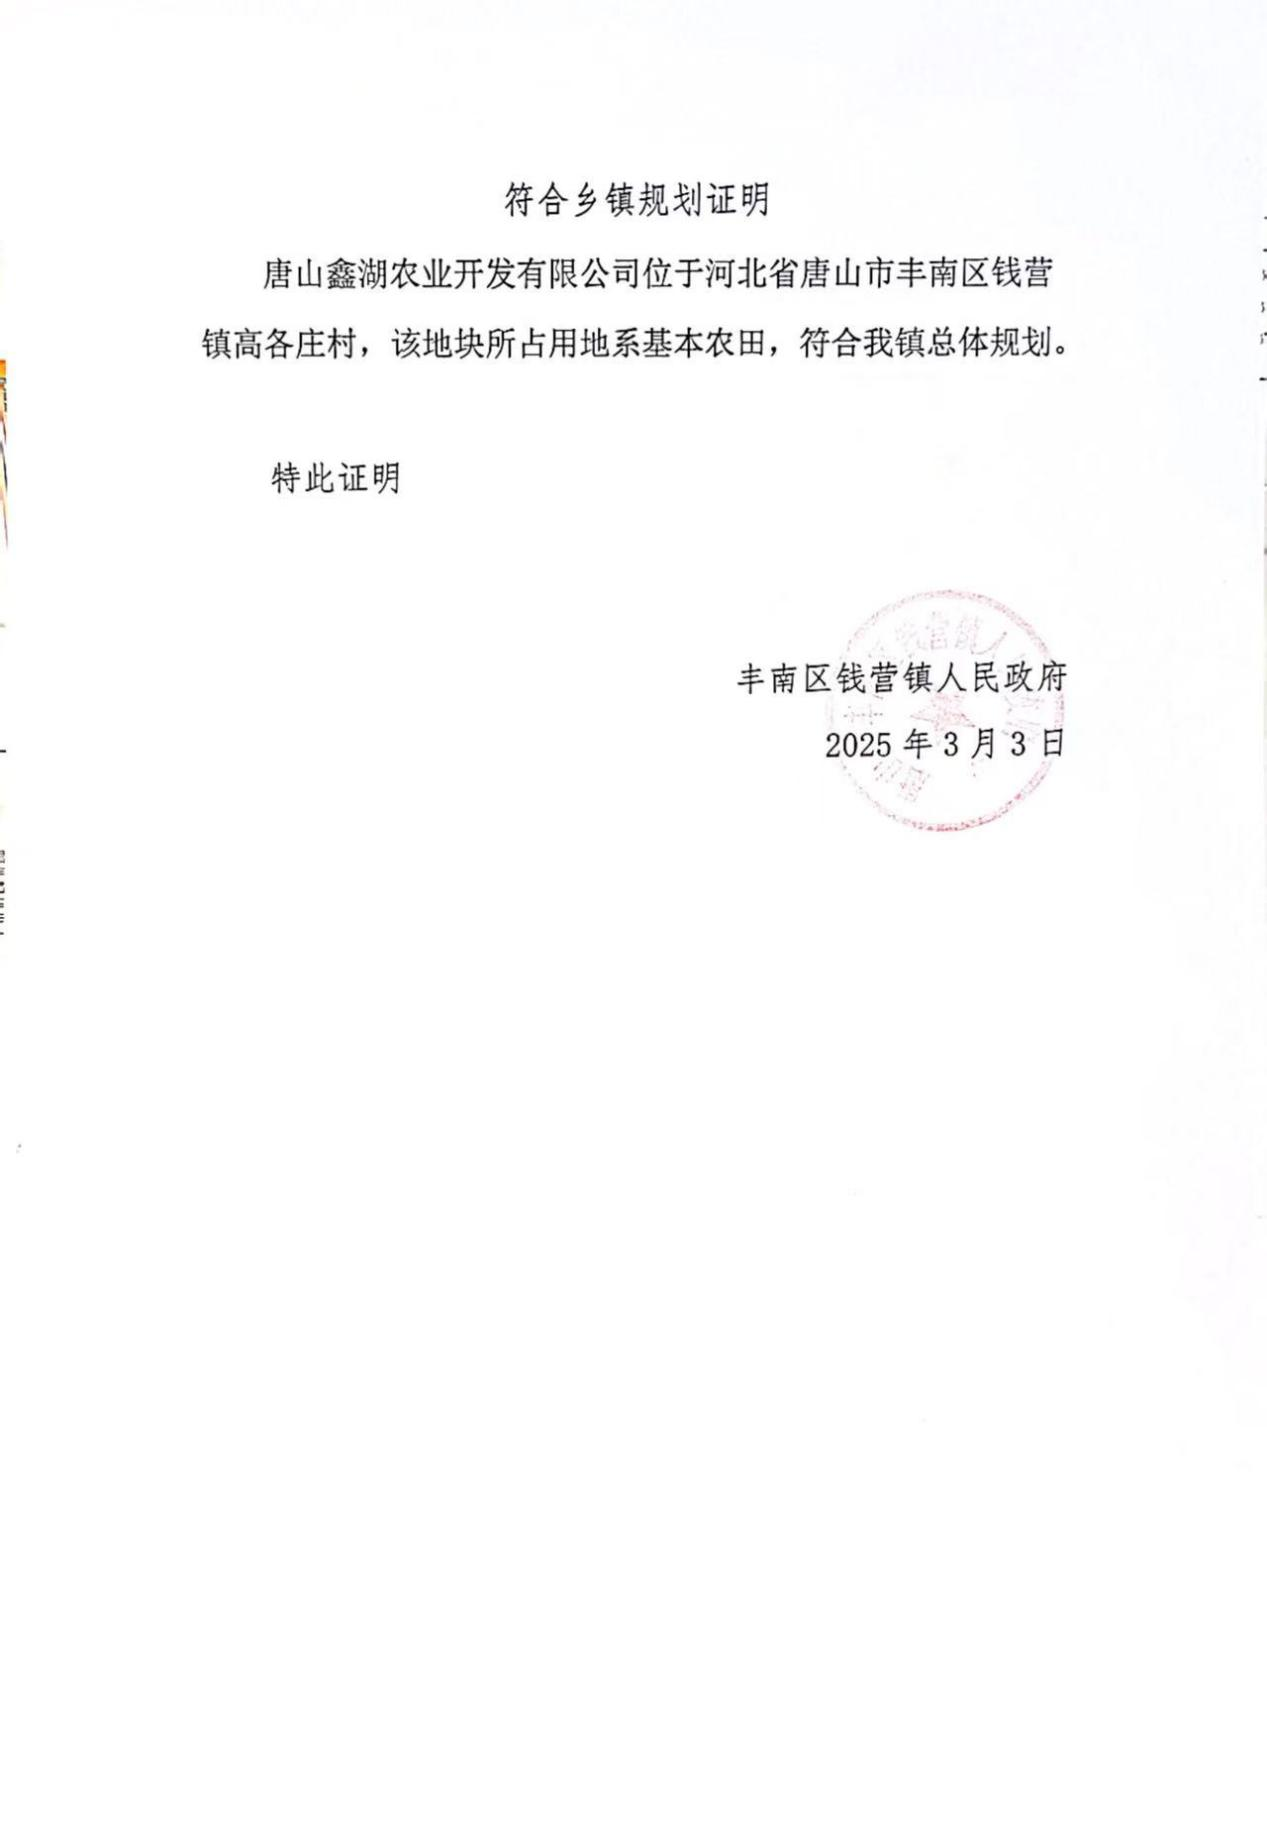 符合乡镇规划证明
唐山鑫湖农业开发有限公司位于河北省唐山市丰南区钱营
镇高各庄村，该地块所占用地系基本农田，符合我镇总体规划。
特此证明
丰南区钱营镇人民政府
2025年3月3日